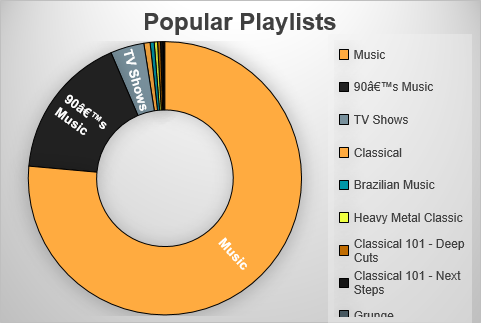 Popular Playlists
TV Shows
90â€™s
Music
Music
Music
90â€™s Music
TV Shows
Classical
Brazilian Music
Heavy Metal Classic
Classical 101 - Deep
Cuts
Classical 101 - Next
Steps
Grunge